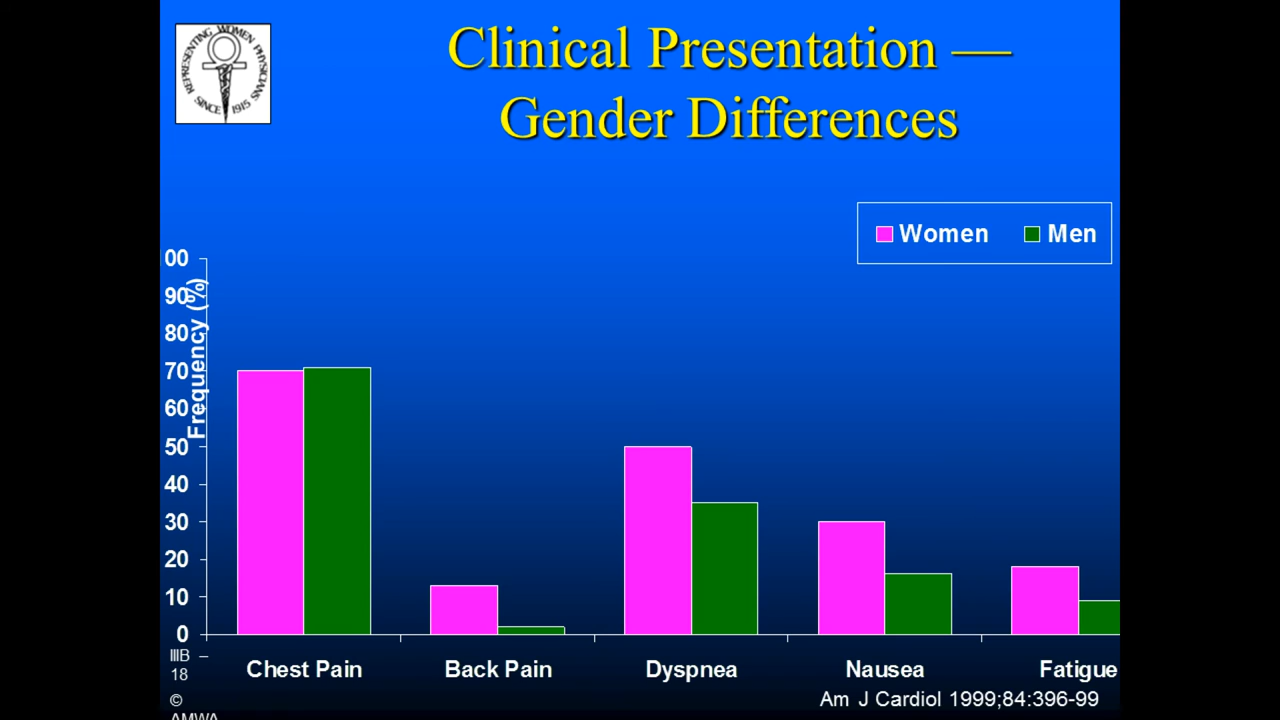 REPRESENTING WOMEN PHYSICIANS
SINCE 1915
Clinical Presentation —
Gender Differences
Women Men
Frequency (%)
00
90
80
70
60
50
40
30
20
10
0
Chest Pain Back Pain Dyspnea Nausea Fatigue
IIIB –
18
©
AMWA
Am J Cardiol 1999;84:396-99